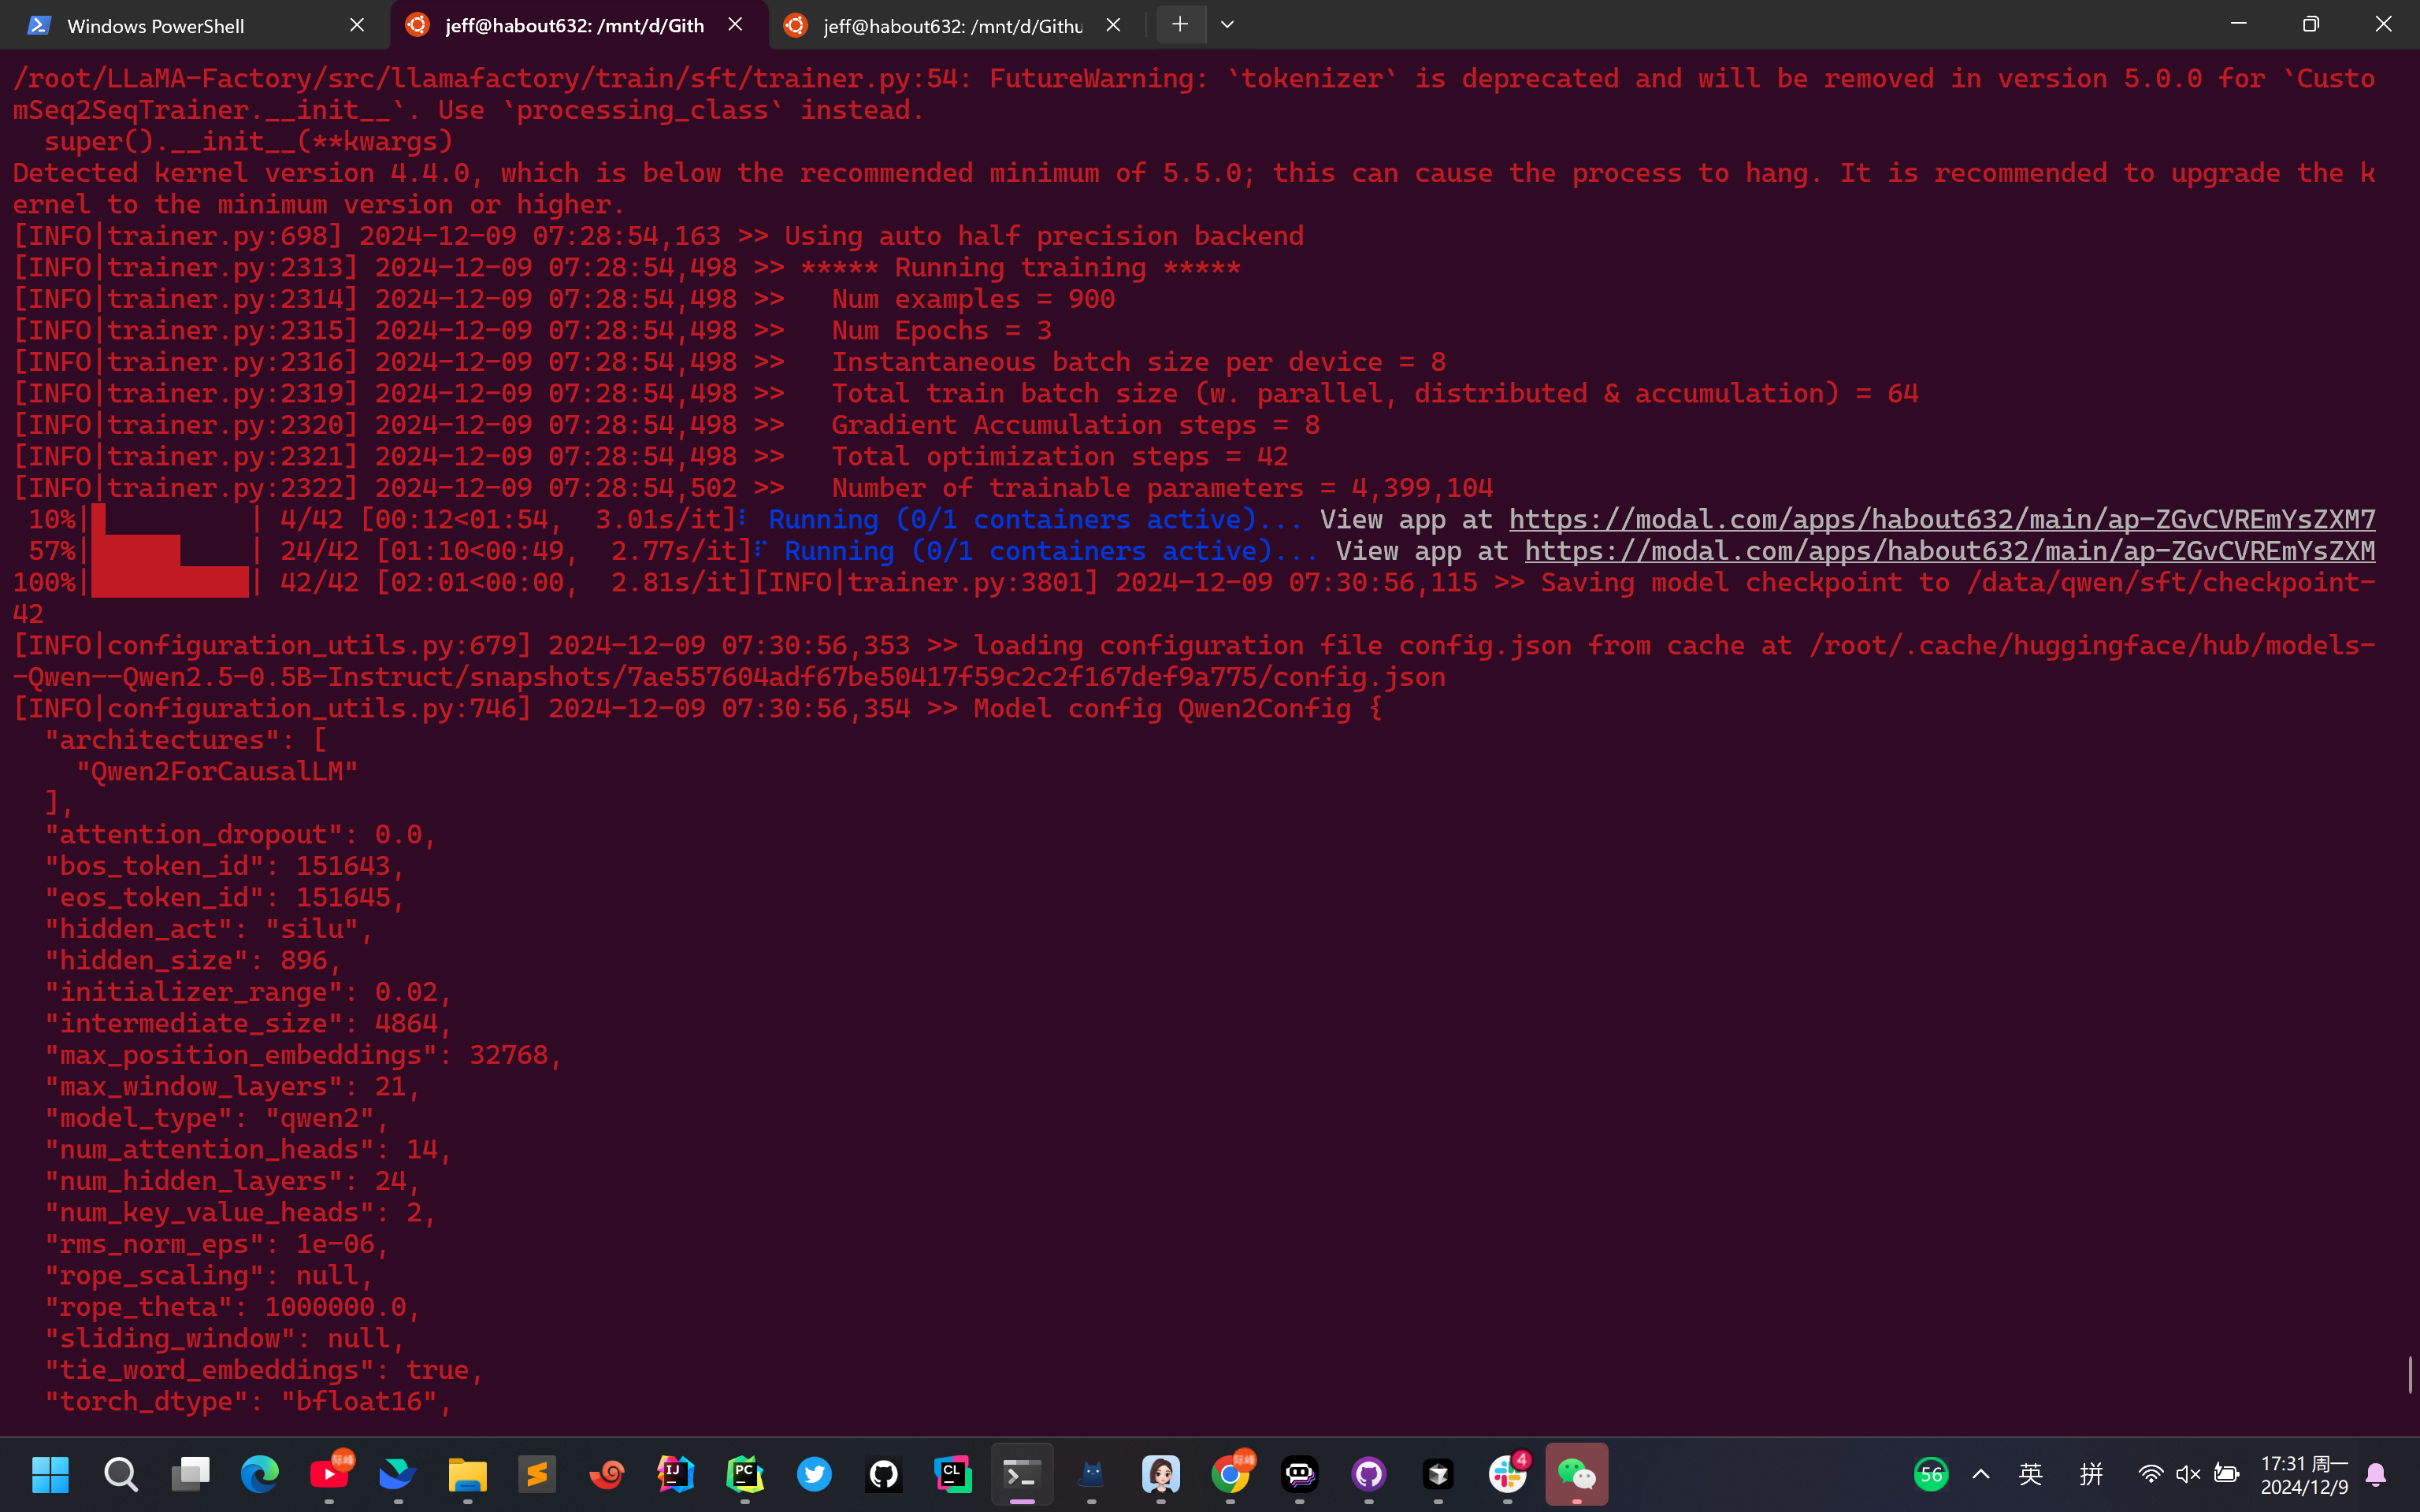 Windows PowerShell
jeff@habout632: /mnt/d/Gith
jeff@habout632: /mnt/d/Githu
/root/LLaMA-Factory/src/llamafactory/train/sft/trainer.py:54: FutureWarning: `tokenizer` is deprecated and will be removed in version 5.0.0 for `Custo
mSeq2SeqTrainer.__init__`. Use `processing_class` instead.
  super().__init__(**kwargs)
Detected kernel version 4.4.0, which is below the recommended minimum of 5.5.0; this can cause the process to hang. It is recommended to upgrade the k
ernel to the minimum version or higher.
[INFO|trainer.py:698] 2024-12-09 07:28:54,163 >> Using auto half precision backend
[INFO|trainer.py:2313] 2024-12-09 07:28:54,498 >> ***** Running training *****
[INFO|trainer.py:2314] 2024-12-09 07:28:54,498 >>   Num examples = 900
[INFO|trainer.py:2315] 2024-12-09 07:28:54,498 >>   Num Epochs = 3
[INFO|trainer.py:2316] 2024-12-09 07:28:54,498 >>   Instantaneous batch size per device = 8
[INFO|trainer.py:2319] 2024-12-09 07:28:54,498 >>   Total train batch size (w. parallel, distributed & accumulation) = 64
[INFO|trainer.py:2320] 2024-12-09 07:28:54,498 >>   Gradient Accumulation steps = 8
[INFO|trainer.py:2321] 2024-12-09 07:28:54,498 >>   Total optimization steps = 42
[INFO|trainer.py:2322] 2024-12-09 07:28:54,502 >>   Number of trainable parameters = 4,399,104
 10%|█         | 4/42 [00:12<01:54,  3.01s/it] Running (0/1 containers active)... View app at https://modal.com/apps/habout632/main/ap-ZGvCVREmYsZXM7
 57%|█████▋    | 24/42 [01:10<00:49,  2.77s/it] Running (0/1 containers active)... View app at https://modal.com/apps/habout632/main/ap-ZGvCVREmYsZXM
100%|██████████| 42/42 [02:01<00:00,  2.81s/it][INFO|trainer.py:3801] 2024-12-09 07:30:56,115 >> Saving model checkpoint to /data/qwen/sft/checkpoint-
42
[INFO|configuration_utils.py:679] 2024-12-09 07:30:56,353 >> loading configuration file config.json from cache at /root/.cache/huggingface/hub/models-
-Qwen--Qwen2.5-0.5B-Instruct/snapshots/7ae557604adf67be50417f59c2c2f167def9a775/config.json
[INFO|configuration_utils.py:746] 2024-12-09 07:30:56,354 >> Model config Qwen2Config {
  "architectures": [
    "Qwen2ForCausalLM"
  ],
  "attention_dropout": 0.0,
  "bos_token_id": 151643,
  "eos_token_id": 151645,
  "hidden_act": "silu",
  "hidden_size": 896,
  "initializer_range": 0.02,
  "intermediate_size": 4864,
  "max_position_embeddings": 32768,
  "max_window_layers": 21,
  "model_type": "qwen2",
  "num_attention_heads": 14,
  "num_hidden_layers": 24,
  "num_key_value_heads": 2,
  "rms_norm_eps": 1e-06,
  "rope_scaling": null,
  "rope_theta": 1000000.0,
  "sliding_window": null,
  "tie_word_embeddings": true,
  "torch_dtype": "bfloat16",
IJ
PC
CL
4
56
英
拼
17:31 周一
2024/12/9